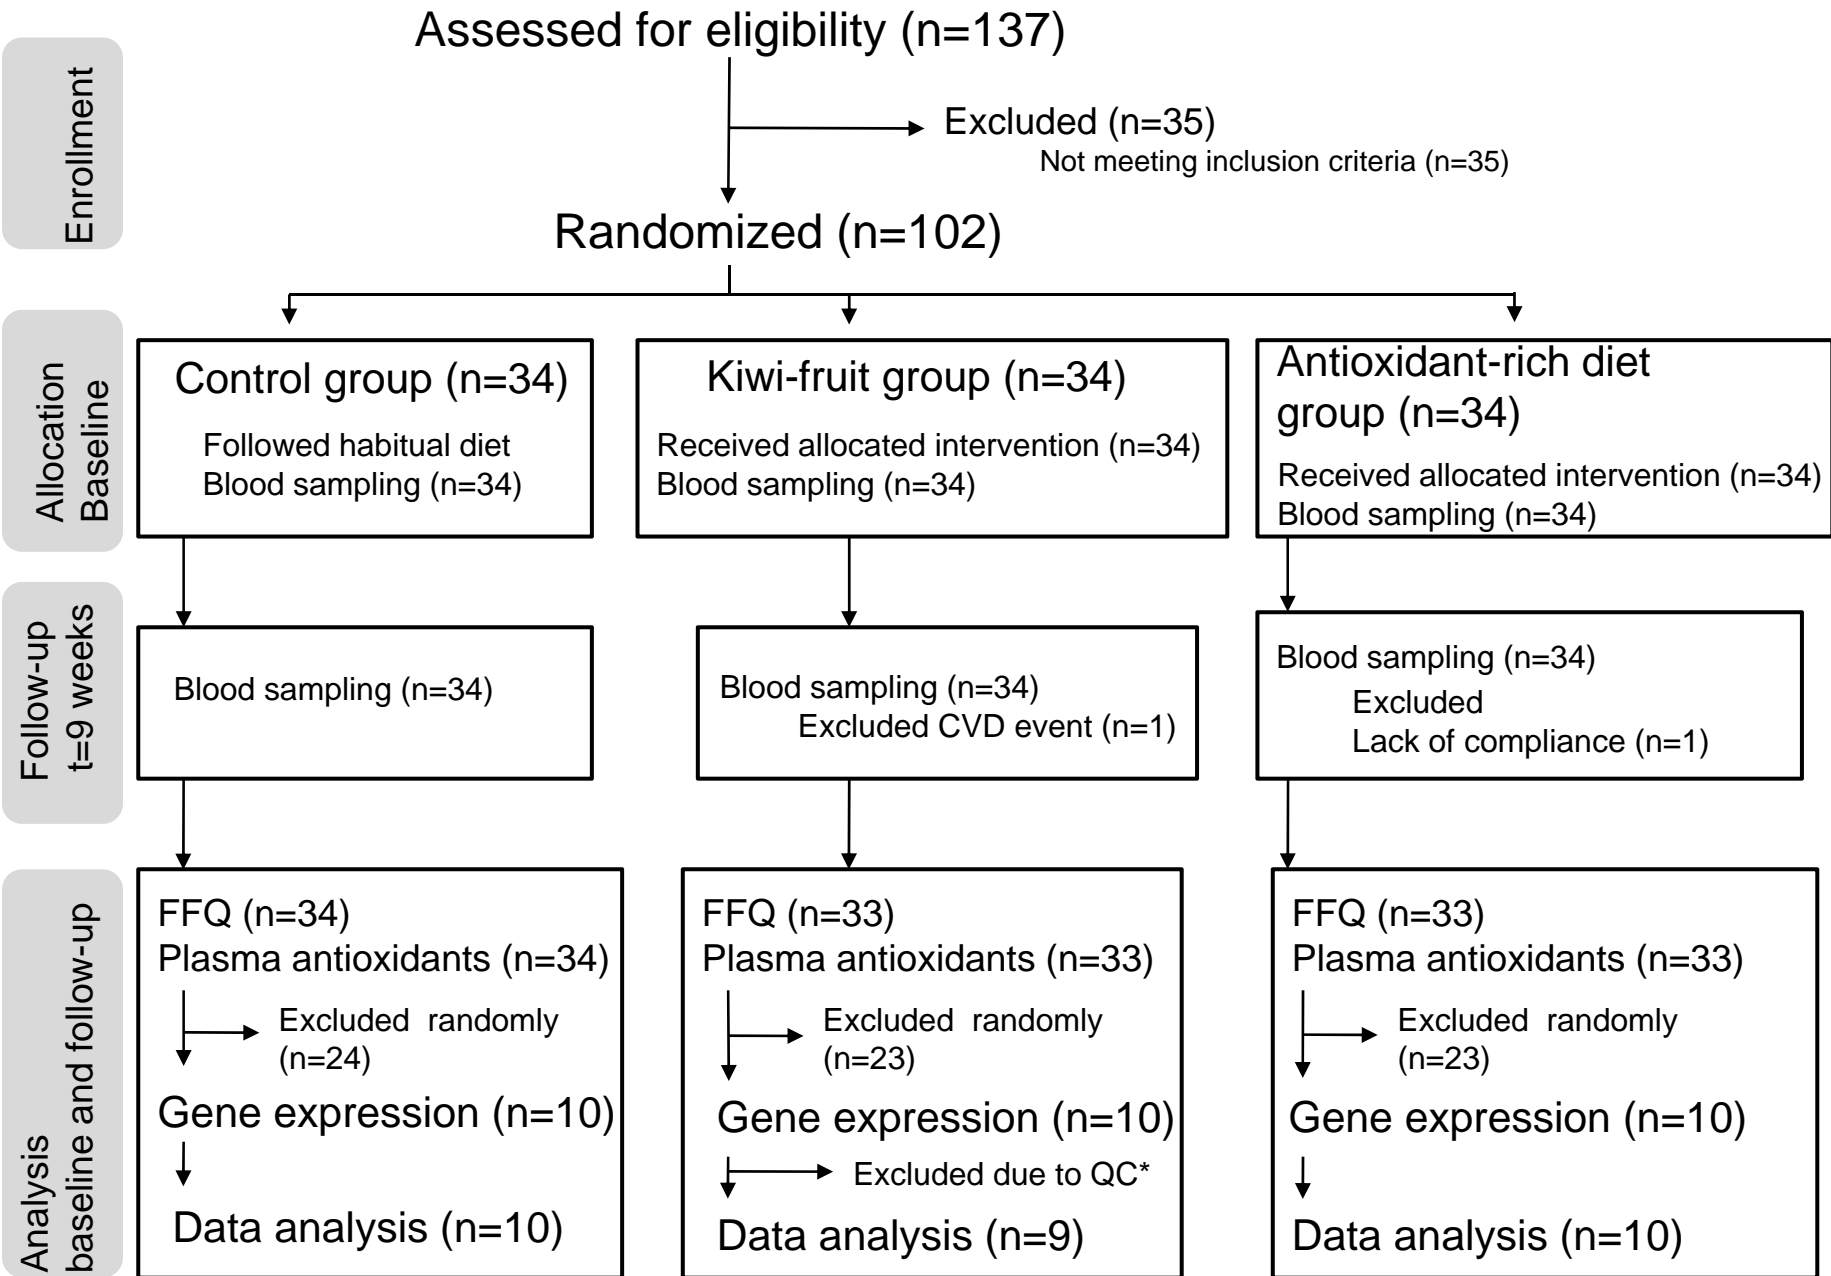 Assessed for eligibility (n=137)
Enrollment
Excluded (n=35)
Not meeting inclusion criteria (n=35)
Randomized (n=102)
Allocation
Baseline
Control group (n=34)
Followed habitual diet
Blood sampling (n=34)
Kiwi-fruit group (n=34)
Received allocated intervention (n=34)
Blood sampling (n=34)
Antioxidant-rich diet
group (n=34)
Received allocated intervention (n=34)
Blood sampling (n=34)
Follow-up
t=9 weeks
Blood sampling (n=34)
Blood sampling (n=34)
Excluded CVD event (n=1)
Blood sampling (n=34)
Excluded
Lack of compliance (n=1)
Analysis
baseline and follow-up
FFQ (n=34)
Plasma antioxidants (n=34)
Excluded randomly
(n=24)
Gene expression (n=10)
Data analysis (n=10)
FFQ (n=33)
Plasma antioxidants (n=33)
Excluded randomly
(n=23)
Gene expression (n=10)
Excluded due to QC*
Data analysis (n=9)
FFQ (n=33)
Plasma antioxidants (n=33)
Excluded randomly
(n=23)
Gene expression (n=10)
Data analysis (n=10)